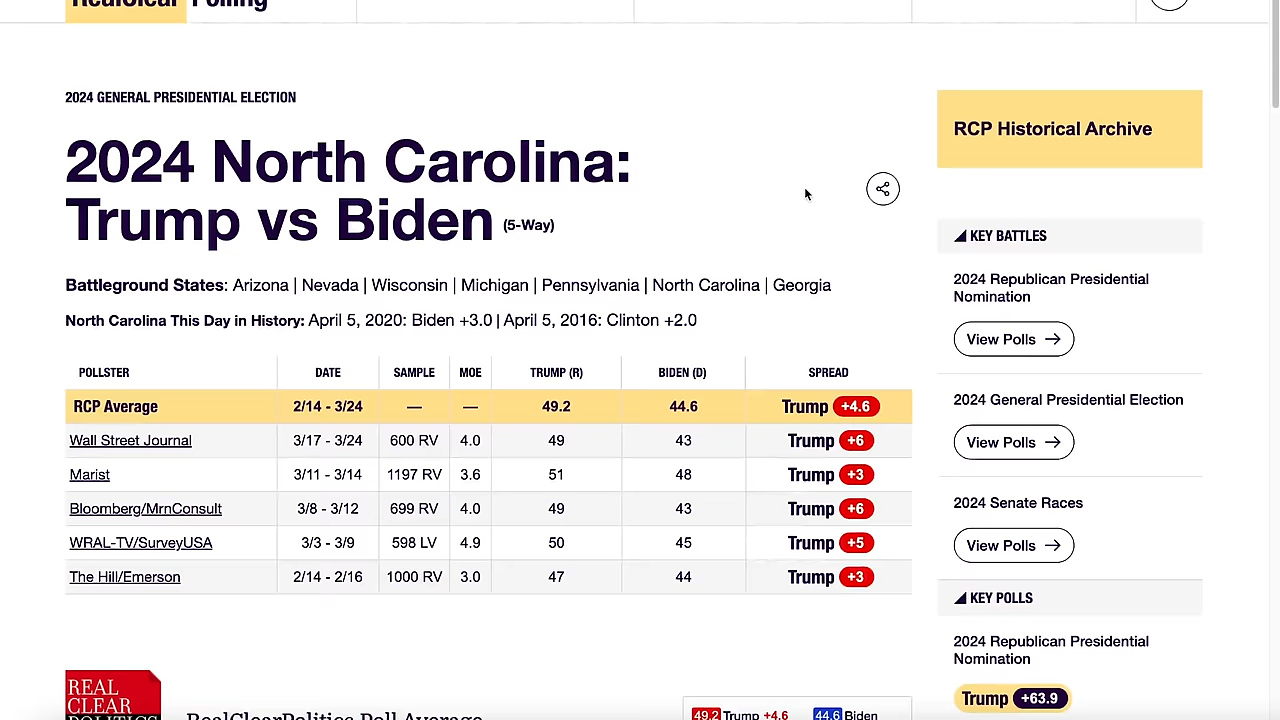 RealClear Polling
2024 GENERAL PRESIDENTIAL ELECTION
2024 North Carolina:
Trump vs Biden (5-Way)
Battleground States: Arizona | Nevada | Wisconsin | Michigan | Pennsylvania | North Carolina | Georgia
North Carolina This Day in History: April 5, 2020: Biden +3.0 | April 5, 2016: Clinton +2.0
POLLSTER DATE SAMPLE MOE TRUMP (R) BIDEN (D) SPREAD
RCP Average 2/14 - 3/24 — — 49.2 44.6 Trump +4.6
Wall Street Journal 3/17 - 3/24 600 RV 4.0 49 43 Trump +6
Marist 3/11 - 3/14 1197 RV 3.6 51 48 Trump +3
Bloomberg/MrnConsult 3/8 - 3/12 699 RV 4.0 49 43 Trump +6
WRAL-TV/SurveyUSA 3/3 - 3/9 598 LV 4.9 50 45 Trump +5
The Hill/Emerson 2/14 - 2/16 1000 RV 3.0 47 44 Trump +3
REAL
CLEAR
POLITICS
RealClearPolitics Poll Average
49.2 Trump +4.6 44.6 Biden
RCP Historical Archive
KEY BATTLES
2024 Republican Presidential
Nomination
View Polls →
2024 General Presidential Election
View Polls →
2024 Senate Races
View Polls →
KEY POLLS
2024 Republican Presidential
Nomination
Trump +63.9